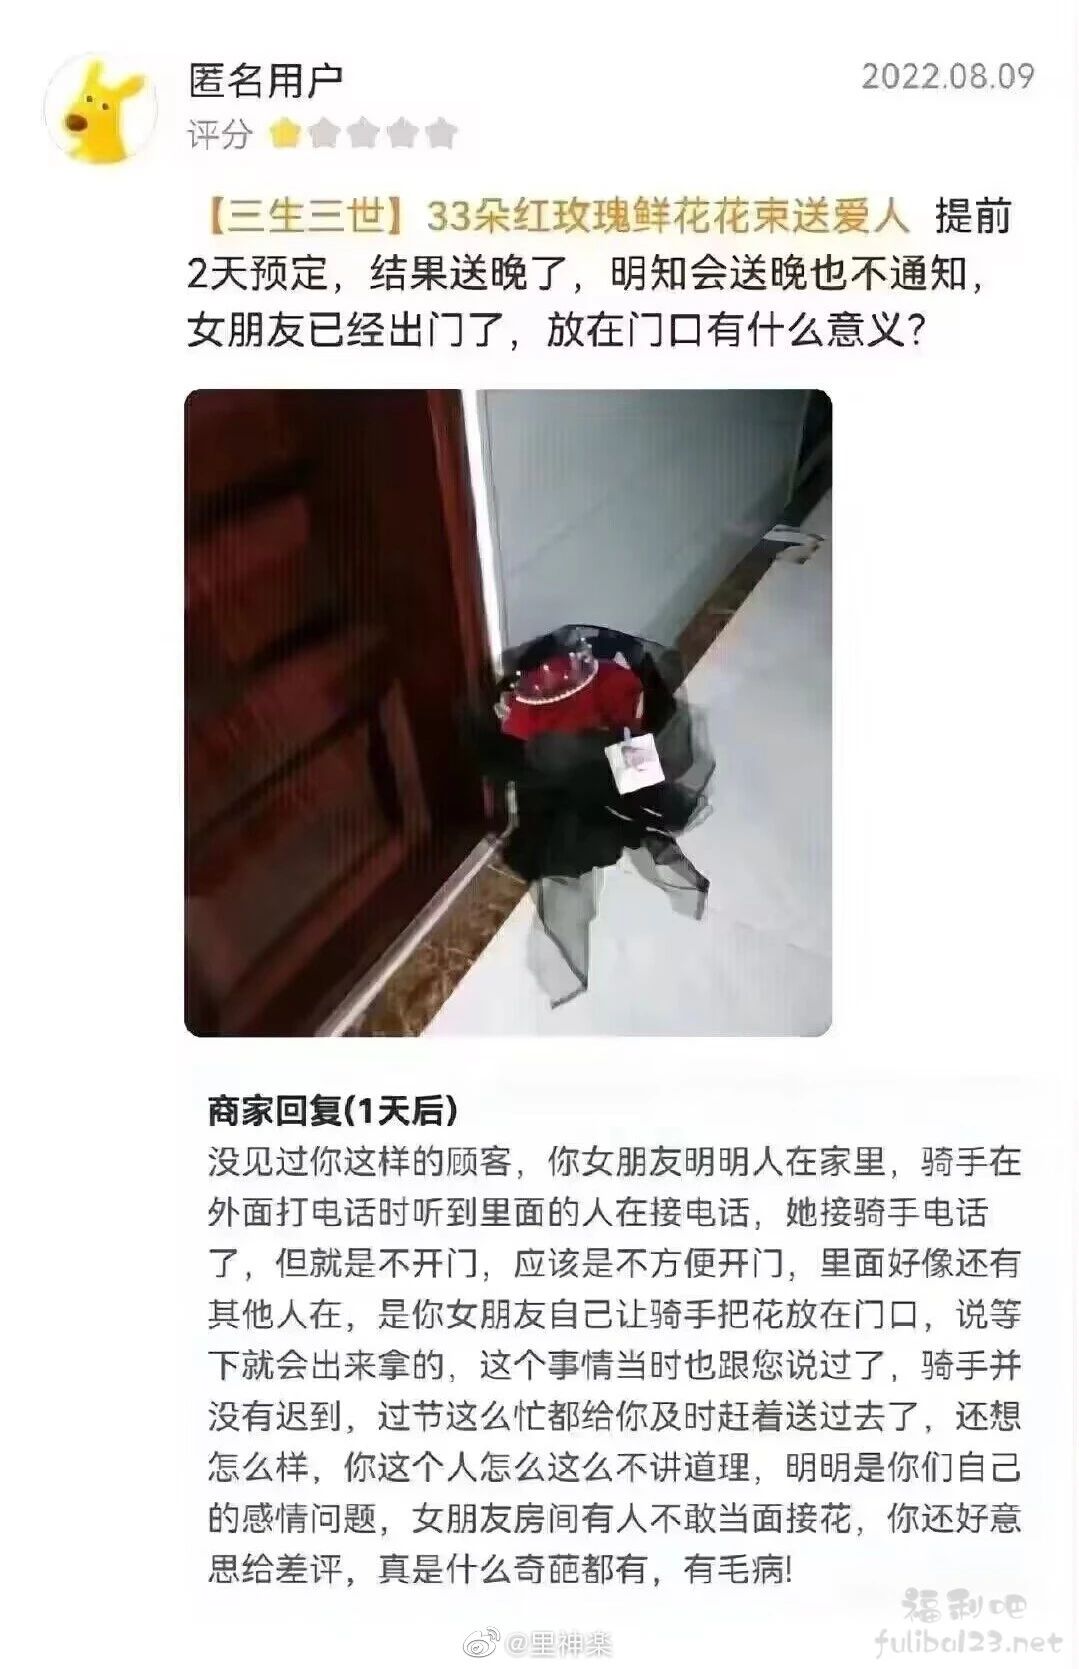 匿名用户
2022.08.09
评分
【三生三世】33朵红玫瑰鲜花花束送爱人 提前
2天预定，结果送晚了，明知会送晚也不通知，
女朋友已经出门了，放在门口有什么意义？
商家回复(1天后)
没见过你这样的顾客，你女朋友明明人在家里，骑手在
外面打电话时听到里面的人在接电话，她接骑手电话
了，但就是不开门，应该是不方便开门，里面好像还有
其他人在，是你女朋友自己让骑手把花放在门口，说等
下就会出来拿的，这个事情当时也跟您说过了，骑手并
没有迟到，过节这么忙都给你及时赶着送过去了，还想
怎么样，你这个人怎么这么不讲道理，明明是你们自己
的感情问题，女朋友房间有人不敢当面接花，你还好意
思给差评，真是什么奇葩都有，有毛病!
福利吧
fuliba123.net
@里神楽